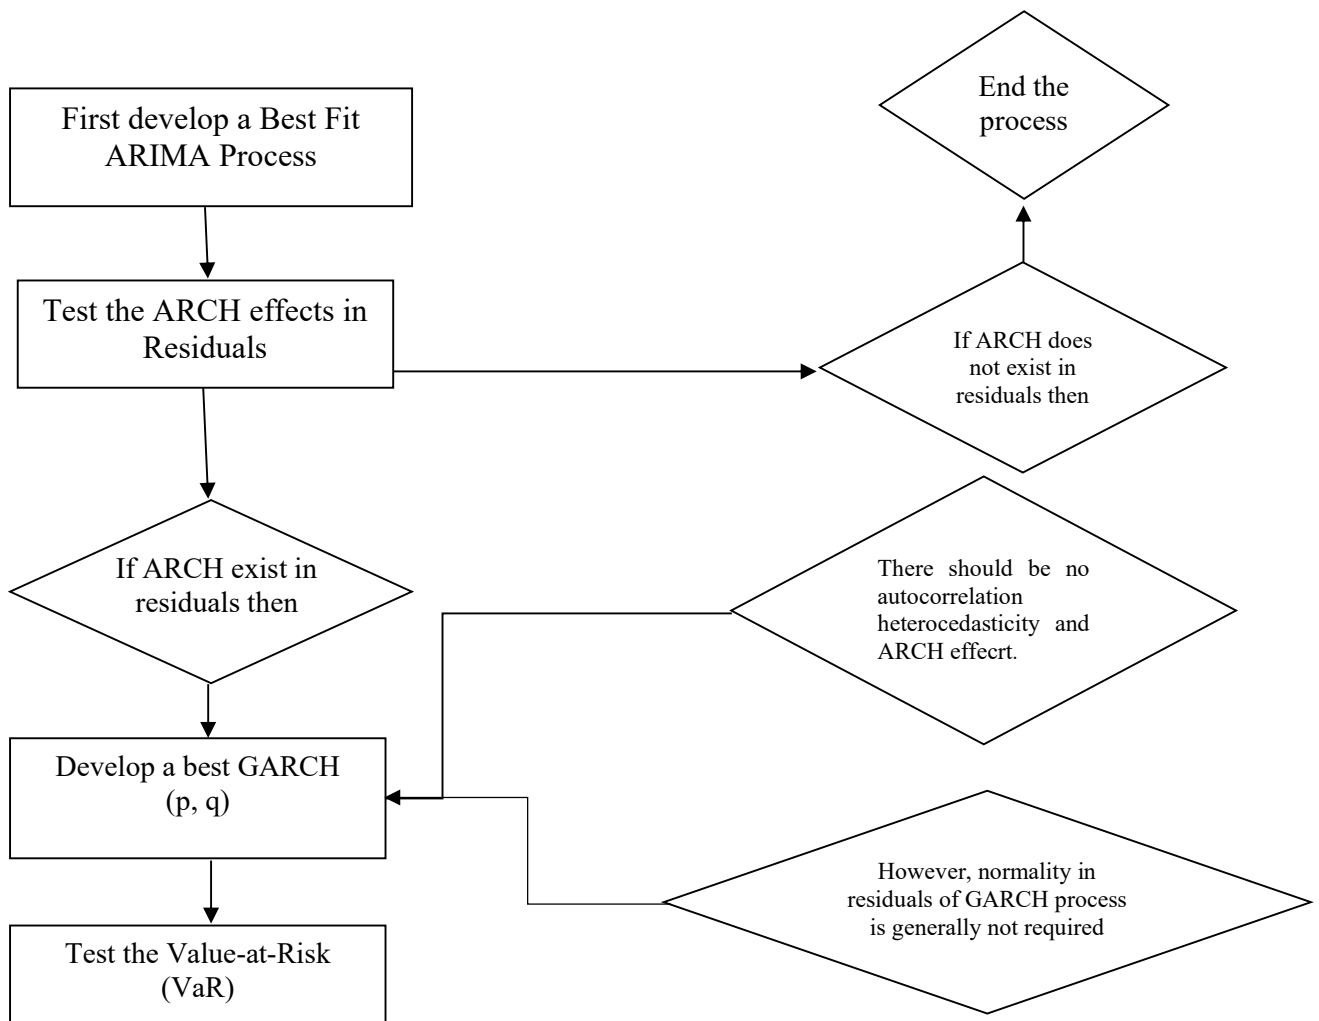 First develop a Best Fit
ARIMA Process
End the
process
Test the ARCH effects in
Residuals
If ARCH does
not exist in
residuals then
If ARCH exist in
residuals then
There should be no
autocorrelation
heterocedasticity and
ARCH effecrt.
Develop a best GARCH
(p, q)
However, normality in
residuals of GARCH process
is generally not required
Test the Value-at-Risk
(VaR)